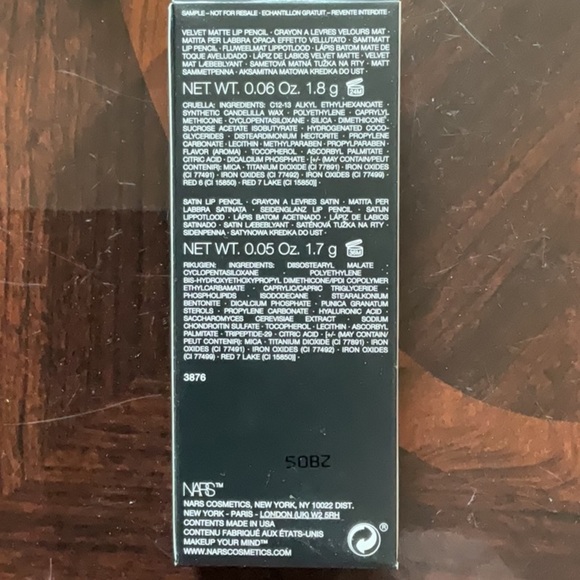 SAMPLE – NOT FOR RESALE · ECHANTILLON GRATUIT - REVENTE INTERDITE ·
VELVET MATTE LIP PENCIL · CRAYON A LEVRES VELOURS MAT ·
MATITA PER LABBRA OPACA EFFETTO VELLUTATO · SAMTMATT
LIP PENCIL · FLUWEELMAT LIPPOTLOOD · LÁPIS BATOM MATE DE
TOQUE AVELUDADO · LÁPIZ DE LABIOS VELVET MATTE · VELVET
MAT LÆBEBLYANT · SAMETOVÁ MATNÁ TUŽKA NA RTY · MATT
SAMMETPENNA · AKSAMITNA MATOWA KREDKA DO UST ·
NET WT. 0.06 Oz. 1.8 g 24M
CRUELLA: INGREDIENTS: C12-13 ALKYL ETHYLHEXANOATE ·
SYNTHETIC CANDELILLA WAX · POLYETHYLENE · CAPRYLYL
METHICONE · CYCLOPENTASILOXANE · SILICA · DIMETHICONE ·
SUCROSE ACETATE ISOBUTYRATE · HYDROGENATED COCO-
GLYCERIDES · DISTEARDIMONIUM HECTORITE · PROPYLENE
CARBONATE · LECITHIN · METHYLPARABEN · PROPYLPARABEN ·
FLAVOR (AROMA) · TOCOPHEROL · ASCORBYL PALMITATE ·
CITRIC ACID · DICALCIUM PHOSPHATE · [+/- (MAY CONTAIN/PEUT
CONTENIR): MICA · TITANIUM DIOXIDE (CI 77891) · IRON OXIDES
(CI 77491) · IRON OXIDES (CI 77492) · IRON OXIDES (CI 77499) ·
RED 6 (CI 15850) · RED 7 LAKE (CI 15850)] ·
SATIN LIP PENCIL · CRAYON A LEVRES SATIN · MATITA PER
LABBRA SATINATA · SEIDENGLANZ LIP PENCIL · SATIJN
LIPPOTLOOD · LÁPIS BATOM ACETINADO · LÁPIZ DE LABIOS
SATINADO · SATIN LÆBEBLYANT · SATÉNOVÁ TUŽKA NA RTY ·
SIDENPENNA · SATYNOWA KREDKA DO UST ·
NET WT. 0.05 Oz. 1.7 g
RIKUGIEN: INGREDIENTS: DIISOSTEARYL MALATE ·
CYCLOPENTASILOXANE · POLYETHYLENE ·
BIS-HYDROXYETHOXYPROPYL DIMETHICONE/IPDI COPOLYMER
ETHYLCARBAMATE · CAPRYLIC/CAPRIC TRIGLYCERIDE ·
PHOSPHOLIPIDS · ISODODECANE · STEARALKONIUM
BENTONITE · DICALCIUM PHOSPHATE · PUNICA GRANATUM
STEROLS · PROPYLENE CARBONATE · HYALURONIC ACID ·
SACCHAROMYCES CEREVISIAE EXTRACT · SODIUM
CHONDROITIN SULFATE · TOCOPHEROL · LECITHIN · ASCORBYL
PALMITATE · TRIPEPTIDE-29 · CITRIC ACID · [+/- (MAY CONTAIN/
PEUT CONTENIR): MICA · TITANIUM DIOXIDE (CI 77891) · IRON
OXIDES (CI 77491) · IRON OXIDES (CI 77492) · IRON OXIDES
(CI 77499) · RED 7 LAKE (CI 15850)] ·
3876
50BZ
NARS™
NARS COSMETICS, NEW YORK, NY 10022 DIST.
NEW YORK - PARIS - LONDON (UK) W2 5RH
CONTENTS MADE IN USA
CONTENU FABRIQUÉ AUX ÉTATS-UNIS
MAKEUP YOUR MIND™
WWW.NARSCOSMETICS.COM
®